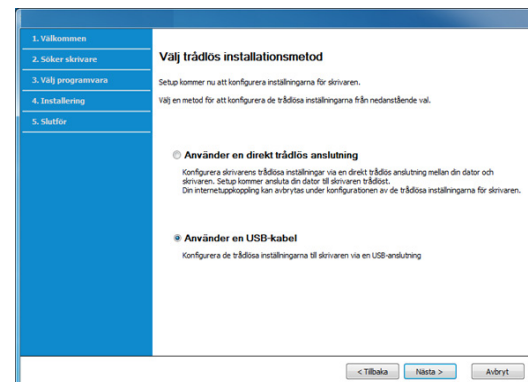 1. Välkommen
2. Söker skrivare
3. Välj programvara
4. Installering
5. Slutför
Välj trådlös installationsmetod
Setup kommer nu att konfigurera inställningarna för skrivaren.
Välj en metod för att konfigurera de trådlösa inställningarna från nedanstående val.
Använder en direkt trådlös anslutning
Konfigurera skrivarens trådlösa inställningar via en direkt trådlös anslutning mellan din dator och
skrivaren. Setup kommer ansluta din dator till skrivaren trådlöst.
Din internetuppkoppling kan avbrytas under konfigurationen av de trådlösa inställningarna för skrivaren.
Använder en USB-kabel
Konfigurera de trådlösa inställningarna till skrivaren via en USB-anslutning
< Tillbaka
Nästa >
Avbryt